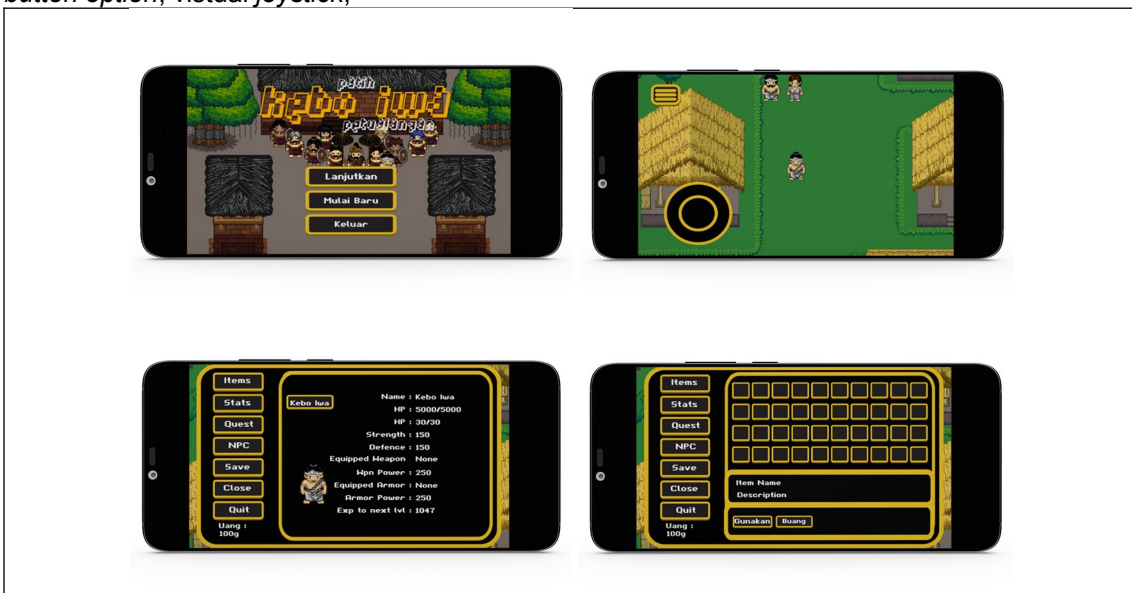 button option, visual joystick,
patih
kebo iwa
petualangan
Lanjutkan
Mulai Baru
Keluar
Items
Stats
Quest
NPC
Save
Close
Quit
Uang :
100g
Kebo Iwa
Name : Kebo Iwa
HP : 5000/5000
HP : 30/30
Strength : 150
Defence : 150
Equipped Weapon None
Wpn Power : 250
Equipped Armor : None
Armor Power : 250
Exp to next lvl : 1047
Items
Stats
Quest
NPC
Save
Close
Quit
Uang :
100g
Item Name
Description
Gunakan Buang